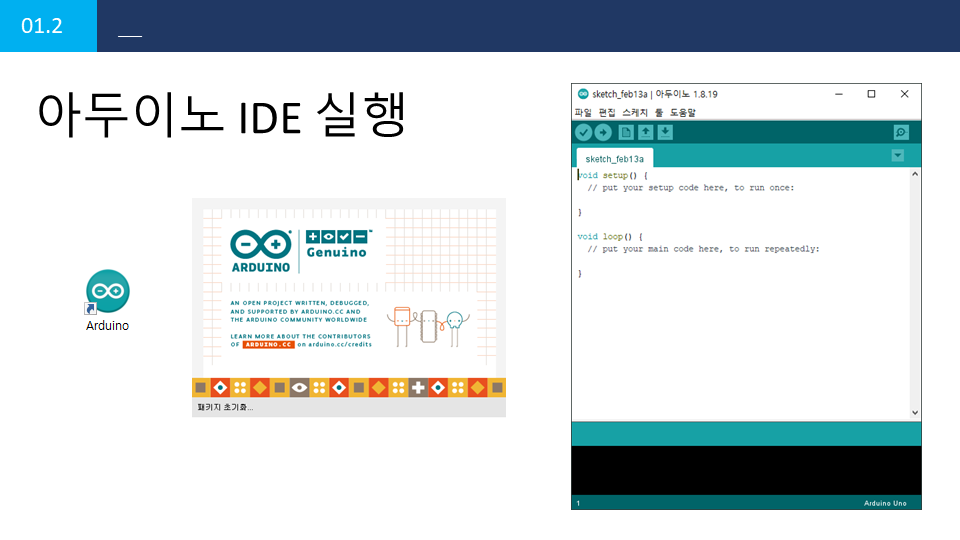 01.2
아두이노 IDE 실행
Arduino
ARDUINO
Genuino
AN OPEN PROJECT WRITTEN, DEBUGGED,
AND SUPPORTED BY ARDUINO.CC AND
THE ARDUINO COMMUNITY WORLDWIDE
LEARN MORE ABOUT THE CONTRIBUTORS
OF ARDUINO.CC on arduino.cc/credits
패키지 초기화...
sketch_feb13a | 아두이노 1.8.19
파일 편집 스케치 툴 도움말
sketch_feb13a
void setup() {
// put your setup code here, to run once:
}
void loop() {
// put your main code here, to run repeatedly:
}
1
Arduino Uno